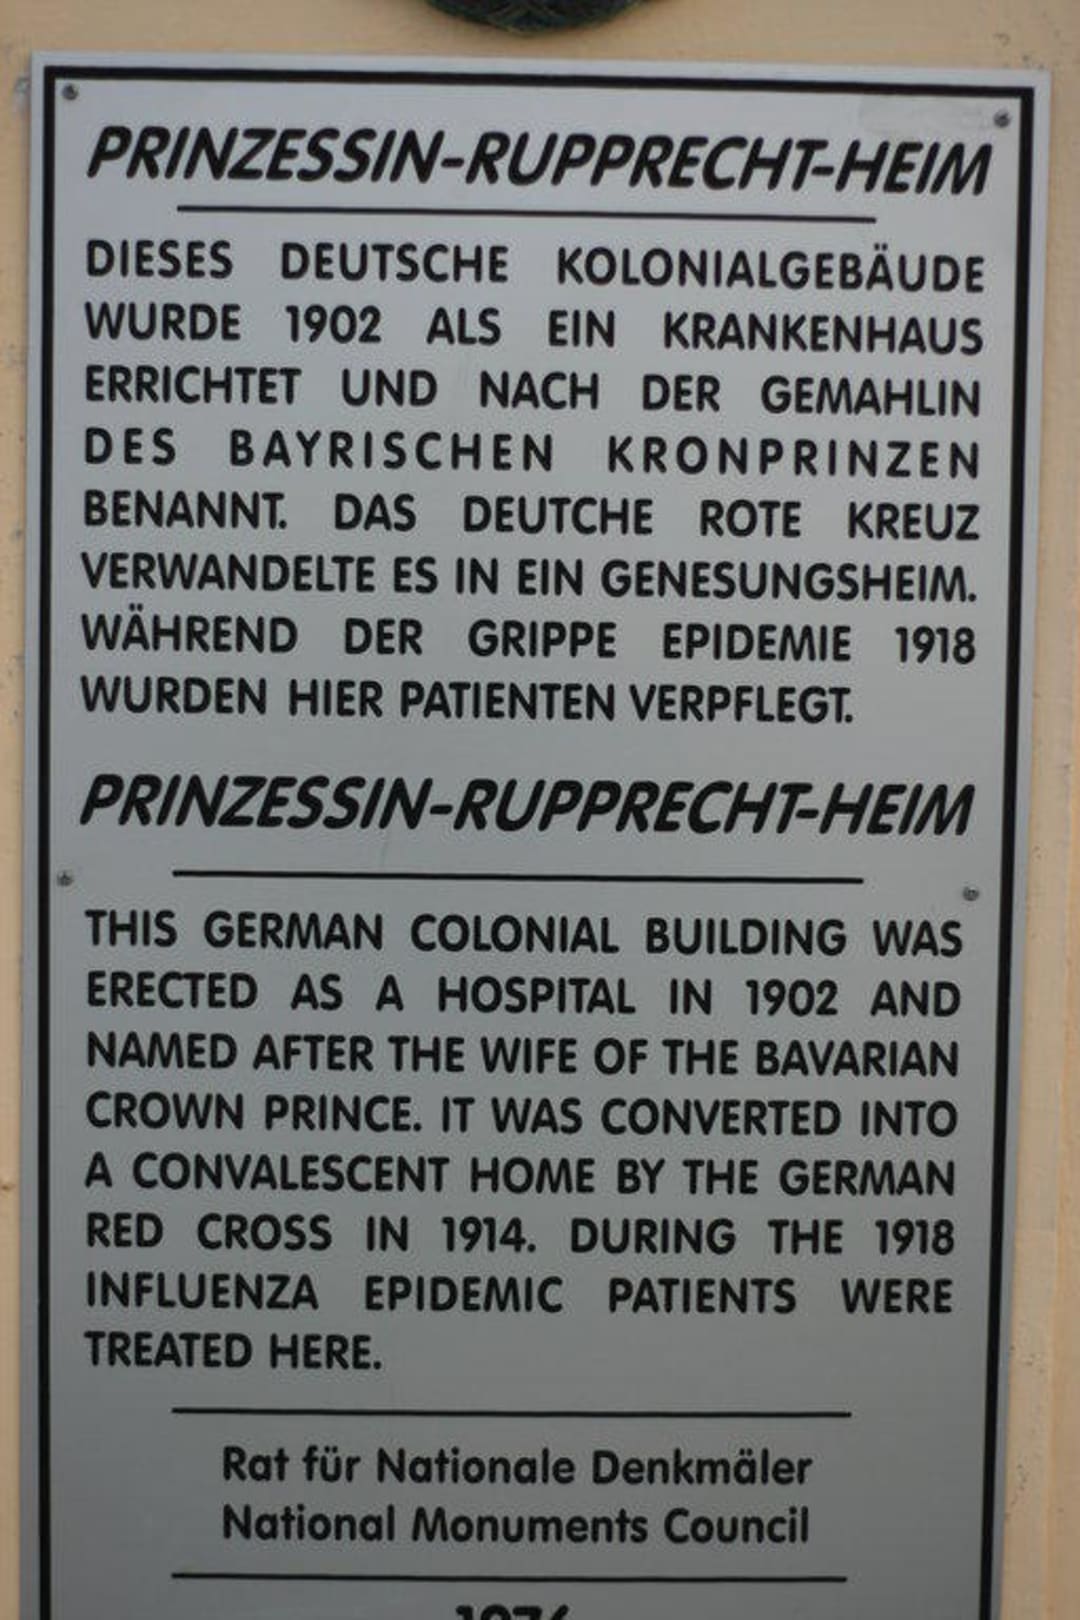 PRINZESSIN-RUPPRECHT-HEIM
DIESES DEUTSCHE KOLONIALGEBÄUDE
WURDE 1902 ALS EIN KRANKENHAUS
ERRICHTET UND NACH DER GEMAHLIN
DES BAYRISCHEN KRONPRINZEN
BENANNT. DAS DEUTCHE ROTE KREUZ
VERWANDELTE ES IN EIN GENESUNGSHEIM.
WÄHREND DER GRIPPE EPIDEMIE 1918
WURDEN HIER PATIENTEN VERPFLEGT.
PRINZESSIN-RUPPRECHT-HEIM
THIS GERMAN COLONIAL BUILDING WAS
ERECTED AS A HOSPITAL IN 1902 AND
NAMED AFTER THE WIFE OF THE BAVARIAN
CROWN PRINCE. IT WAS CONVERTED INTO
A CONVALESCENT HOME BY THE GERMAN
RED CROSS IN 1914. DURING THE 1918
INFLUENZA EPIDEMIC PATIENTS WERE
TREATED HERE.
Rat für Nationale Denkmäler
National Monuments Council